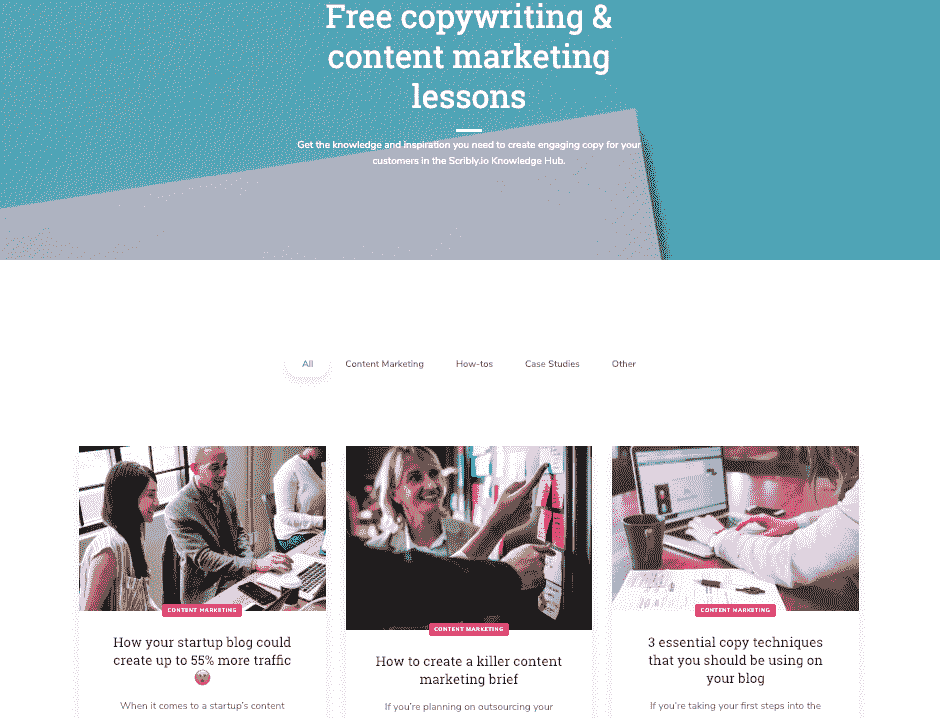 Free copywriting &
content marketing
lessons
Get the knowledge and inspiration you need to create engaging copy for your
customers in the Scribly.io Knowledge Hub.
All
Content Marketing
How-tos
Case Studies
Other
CONTENT MARKETING
How your startup blog could
create up to 55% more traffic
😍
When it comes to a startup's content
CONTENT MARKETING
How to create a killer content
marketing brief
If you're planning on outsourcing your
CONTENT MARKETING
3 essential copy techniques
that you should be using on
your blog
If you're taking your first steps into the